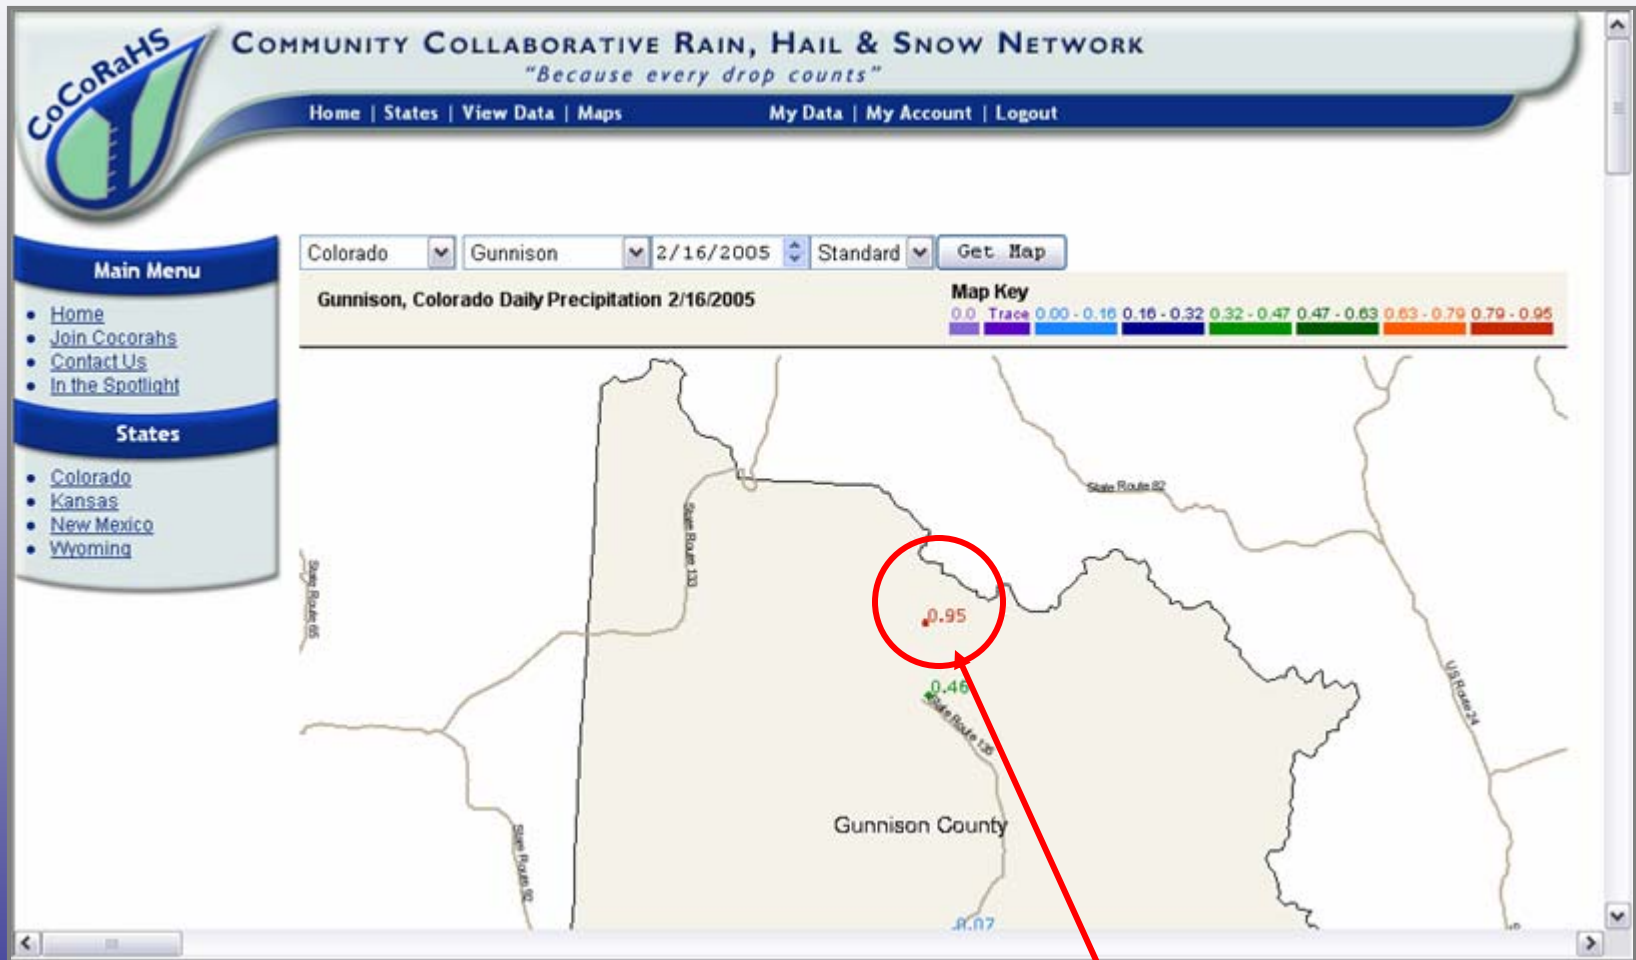 CoCoRaHS
COMMUNITY COLLABORATIVE RAIN, HAIL & SNOW NETWORK
"Because every drop counts"
Home | States | View Data | Maps My Data | My Account | Logout
Main Menu
Home
Join Cocorahs
Contact Us
In the Spotlight
States
Colorado
Kansas
New Mexico
Wyoming
Colorado Gunnison 2/16/2005 Standard Get Map
Gunnison, Colorado Daily Precipitation 2/16/2005
Map Key
0.0 Trace 0.00 - 0.16 0.16 - 0.32 0.32 - 0.47 0.47 - 0.63 0.63 - 0.79 0.79 - 0.95
State Route 82
State Route 133
State Route 65
0.95
0.46
State Route 135
US Route 24
Gunnison County
State Route 92
0.07